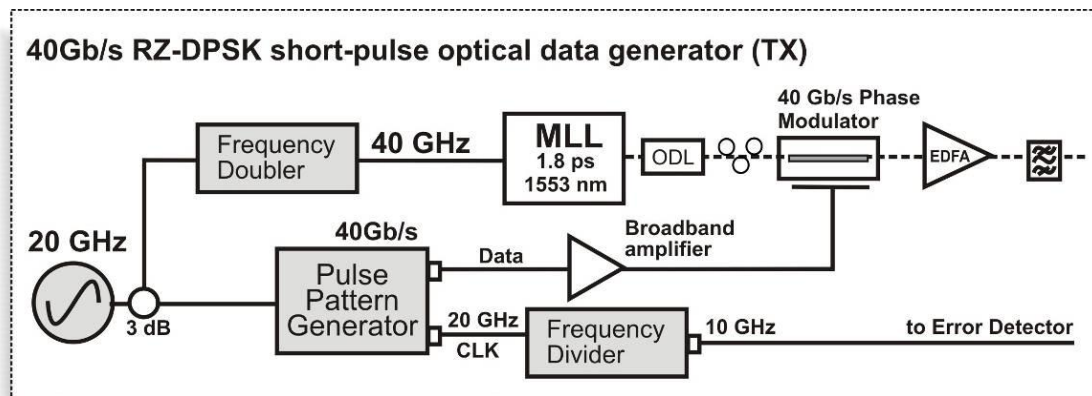 40Gb/s RZ-DPSK short-pulse optical data generator (TX)
40 Gb/s Phase
Modulator
Frequency
Doubler
40 GHz
MLL
1.8 ps
1553 nm
ODL
EDFA
20 GHz
3 dB
40Gb/s
Pulse
Pattern
Generator
Data
Broadband
amplifier
20 GHz
CLK
Frequency
Divider
10 GHz
to Error Detector